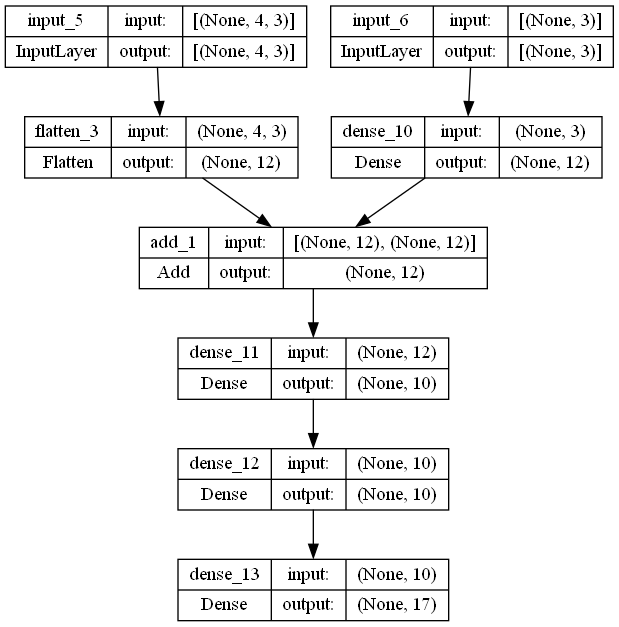 input_5 input: [(None, 4, 3)]
InputLayer output: [(None, 4, 3)]
input_6 input: [(None, 3)]
InputLayer output: [(None, 3)]
flatten_3 input: (None, 4, 3)
Flatten output: (None, 12)
dense_10 input: (None, 3)
Dense output: (None, 12)
add_1 input: [(None, 12), (None, 12)]
Add output: (None, 12)
dense_11 input: (None, 12)
Dense output: (None, 10)
dense_12 input: (None, 10)
Dense output: (None, 10)
dense_13 input: (None, 10)
Dense output: (None, 17)